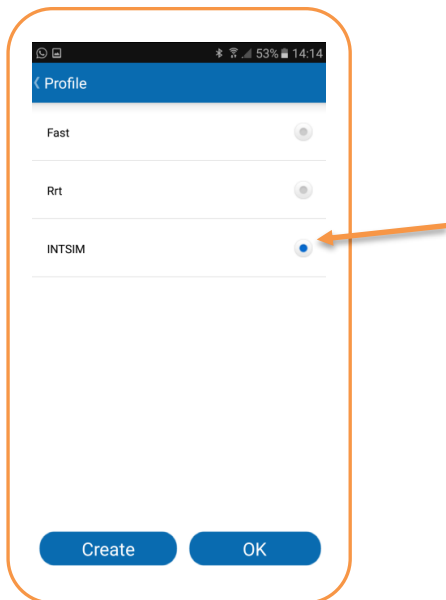 53% 14:14
Profile
Fast
Rrt
INTSIM
Create
OK